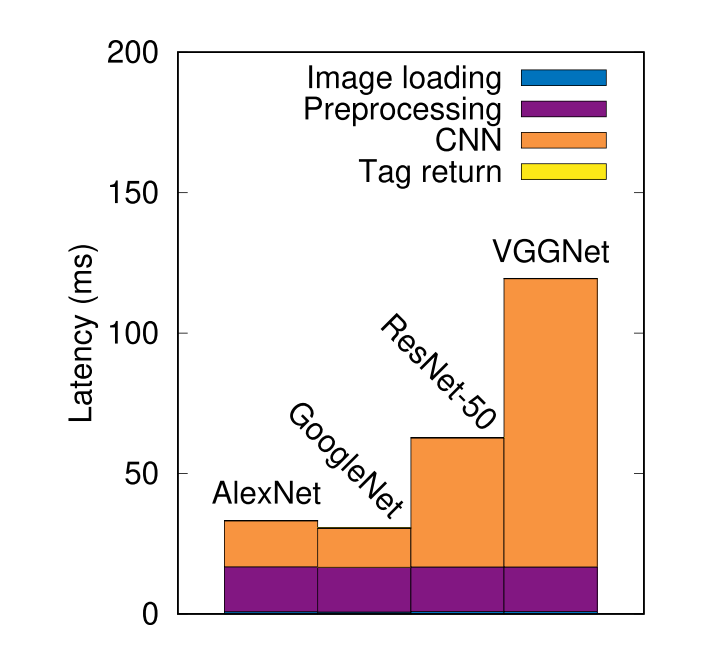 200
Image loading
Preprocessing
CNN
Tag return
150
VGGNet
Latency (ms)
100
ResNet-50
GoogleNet
50
AlexNet
0